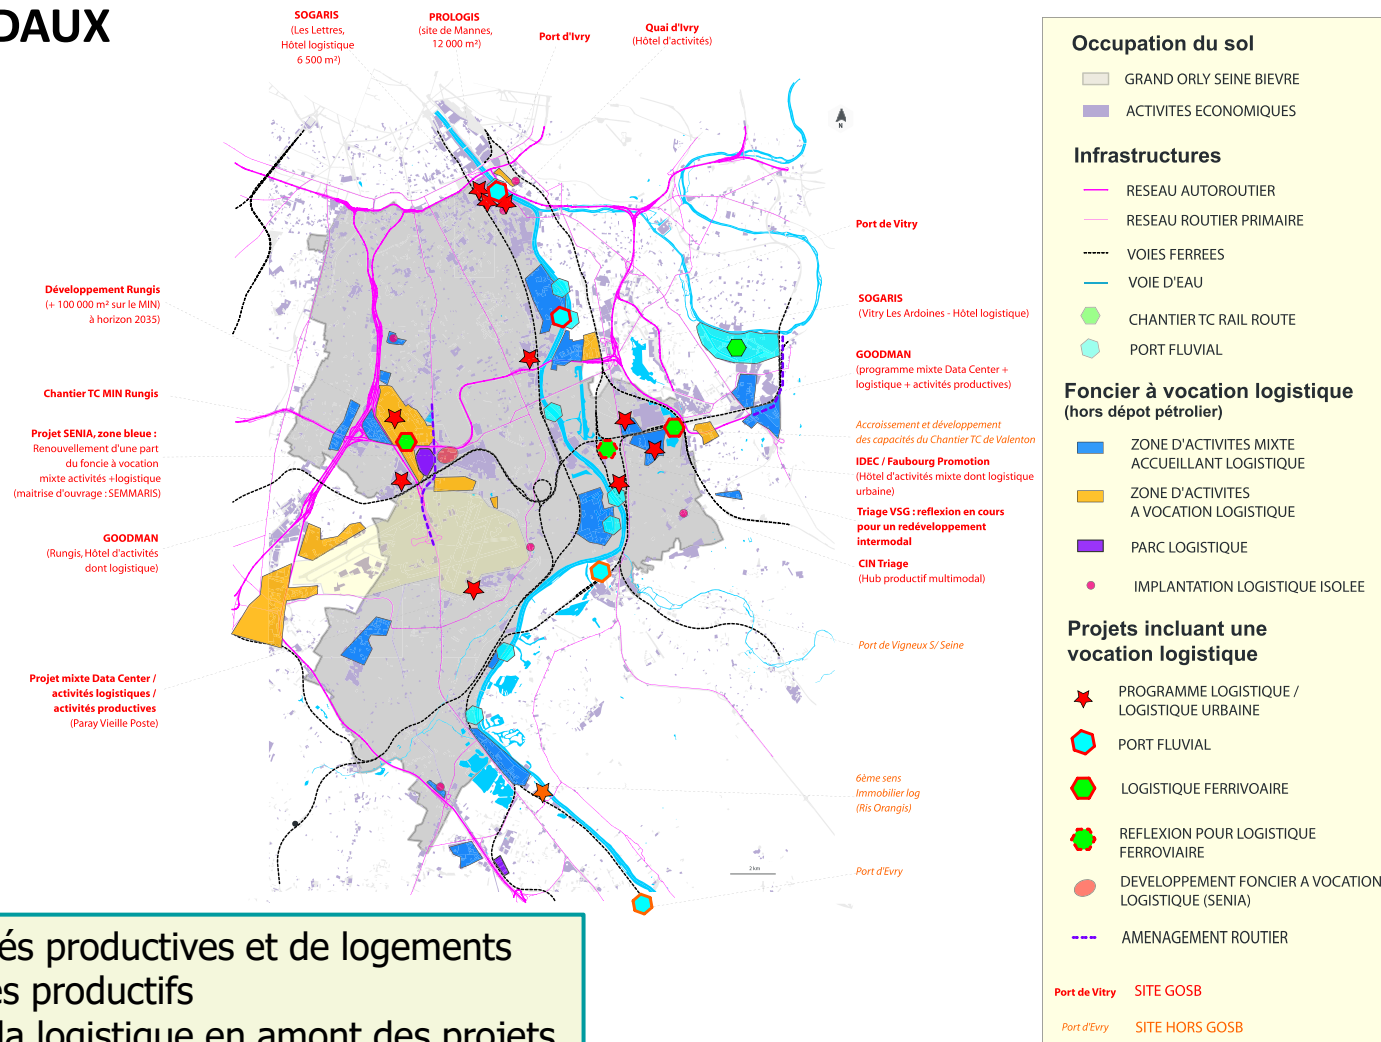 DAUX
SOGARIS
(Les Lettres,
Hôtel logistique
6 500 m²)
PROLOGIS
(site de Mannes,
12 000 m²)
Port d'Ivry
Quai d'Ivry
(Hôtel d'activités)
N
Développement Rungis
(+ 100 000 m² sur le MIN)
à horizon 2035)
Chantier TC MIN Rungis
Projet SENIA, zone bleue :
Renouvellement d'une part
du foncie à vocation
mixte activités +logistique
(maitrise d'ouvrage : SEMMARIS)
GOODMAN
(Rungis, Hôtel d'activités
dont logistique)
Projet mixte Data Center /
activités logistiques /
activités productives
(Paray Vieille Poste)
Port de Vitry
SOGARIS
(Vitry Les Ardoines - Hôtel logistique)
GOODMAN
(programme mixte Data Center +
logistique + activités productives)
Accroissement et développement
des capacités du Chantier TC de Valenton
IDEC / Faubourg Promotion
(Hôtel d'activités mixte dont logistique
urbaine)
Triage VSG : reflexion en cours
pour un redéveloppement
intermodal
CIN Triage
(Hub productif multimodal)
Port de Vigneux S/ Seine
6ème sens
Immobilier log
(Ris Orangis)
Port d'Evry
2 km
Occupation du sol
GRAND ORLY SEINE BIEVRE
ACTIVITES ECONOMIQUES
Infrastructures
RESEAU AUTOROUTIER
RESEAU ROUTIER PRIMAIRE
VOIES FERREES
VOIE D'EAU
CHANTIER TC RAIL ROUTE
PORT FLUVIAL
Foncier à vocation logistique
(hors dépot pétrolier)
ZONE D'ACTIVITES MIXTE
ACCUEILLANT LOGISTIQUE
ZONE D'ACTIVITES
A VOCATION LOGISTIQUE
PARC LOGISTIQUE
IMPLANTATION LOGISTIQUE ISOLEE
Projets incluant une
vocation logistique
PROGRAMME LOGISTIQUE /
LOGISTIQUE URBAINE
PORT FLUVIAL
LOGISTIQUE FERRIVOAIRE
REFLEXION POUR LOGISTIQUE
FERROVIAIRE
DEVELOPPEMENT FONCIER A VOCATION
LOGISTIQUE (SENIA)
AMENAGEMENT ROUTIER
Port de Vitry SITE GOSB
Port d'Evry SITE HORS GOSB
és productives et de logements
es productifs
la logistique en amont des projets